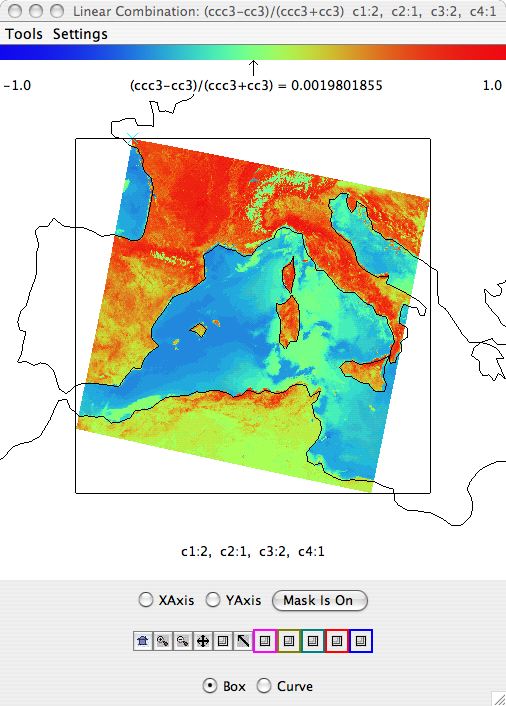 Linear Combination: (ccc3-cc3)/(ccc3+cc3) c1:2, c2:1, c3:2, c4:1
Tools Settings
-1.0 (ccc3-cc3)/(ccc3+cc3) = 0.0019801855 1.0
c1:2, c2:1, c3:2, c4:1
XAxis YAxis Mask Is On
Box Curve